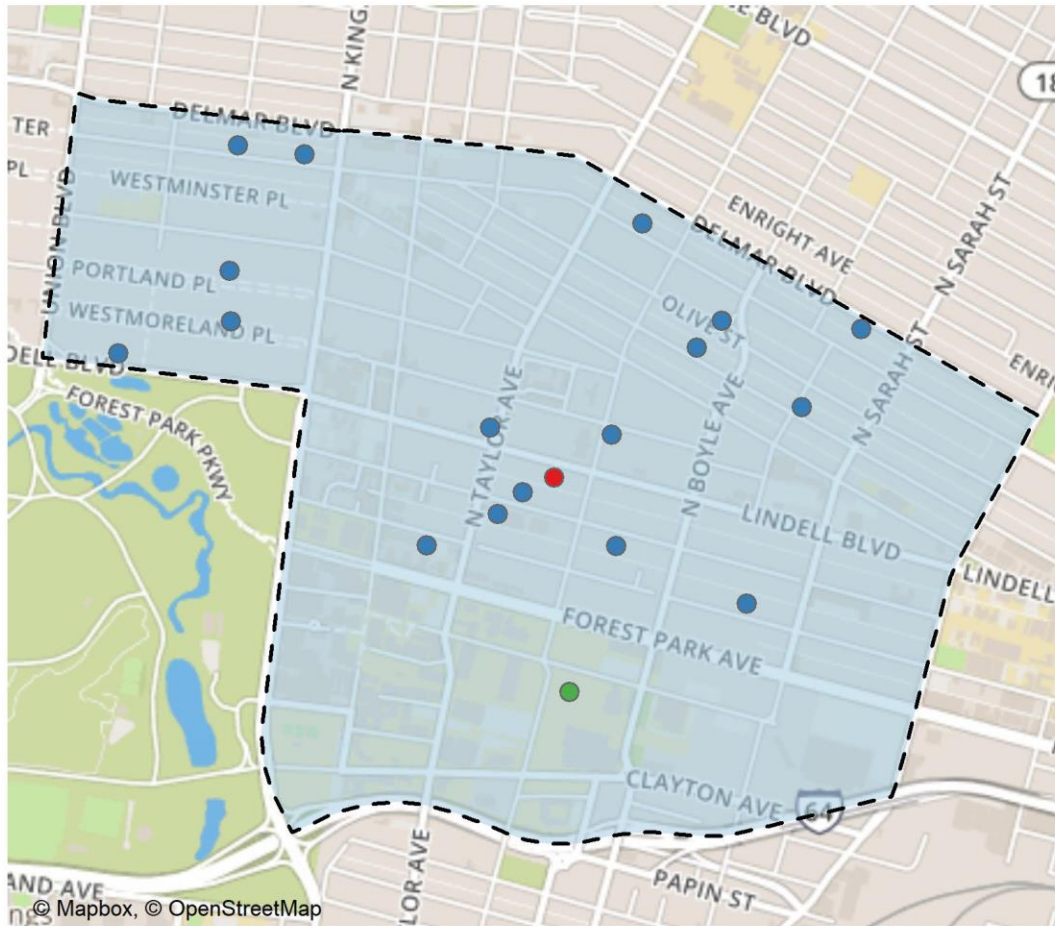 N KING
E BLVD
18
DELMAR BLVD
TER
PL
WESTMINSTER PL
UNION BLVD
ENRIGHT AVE
N SARAH ST
DELMAR BLVD
PORTLAND PL
WESTMORELAND PL
OLIVE ST
DELL BLVD
ENRI
N SARAH ST
FOREST PARK PKWY
N TAYLOR AVE
N BOYLE AVE
LINDELL BLVD
LINDELL
FOREST PARK AVE
CLAYTON AVE
64
LOR AVE
PAPIN ST
AND AVE
ngs
© Mapbox, © OpenStreetMap